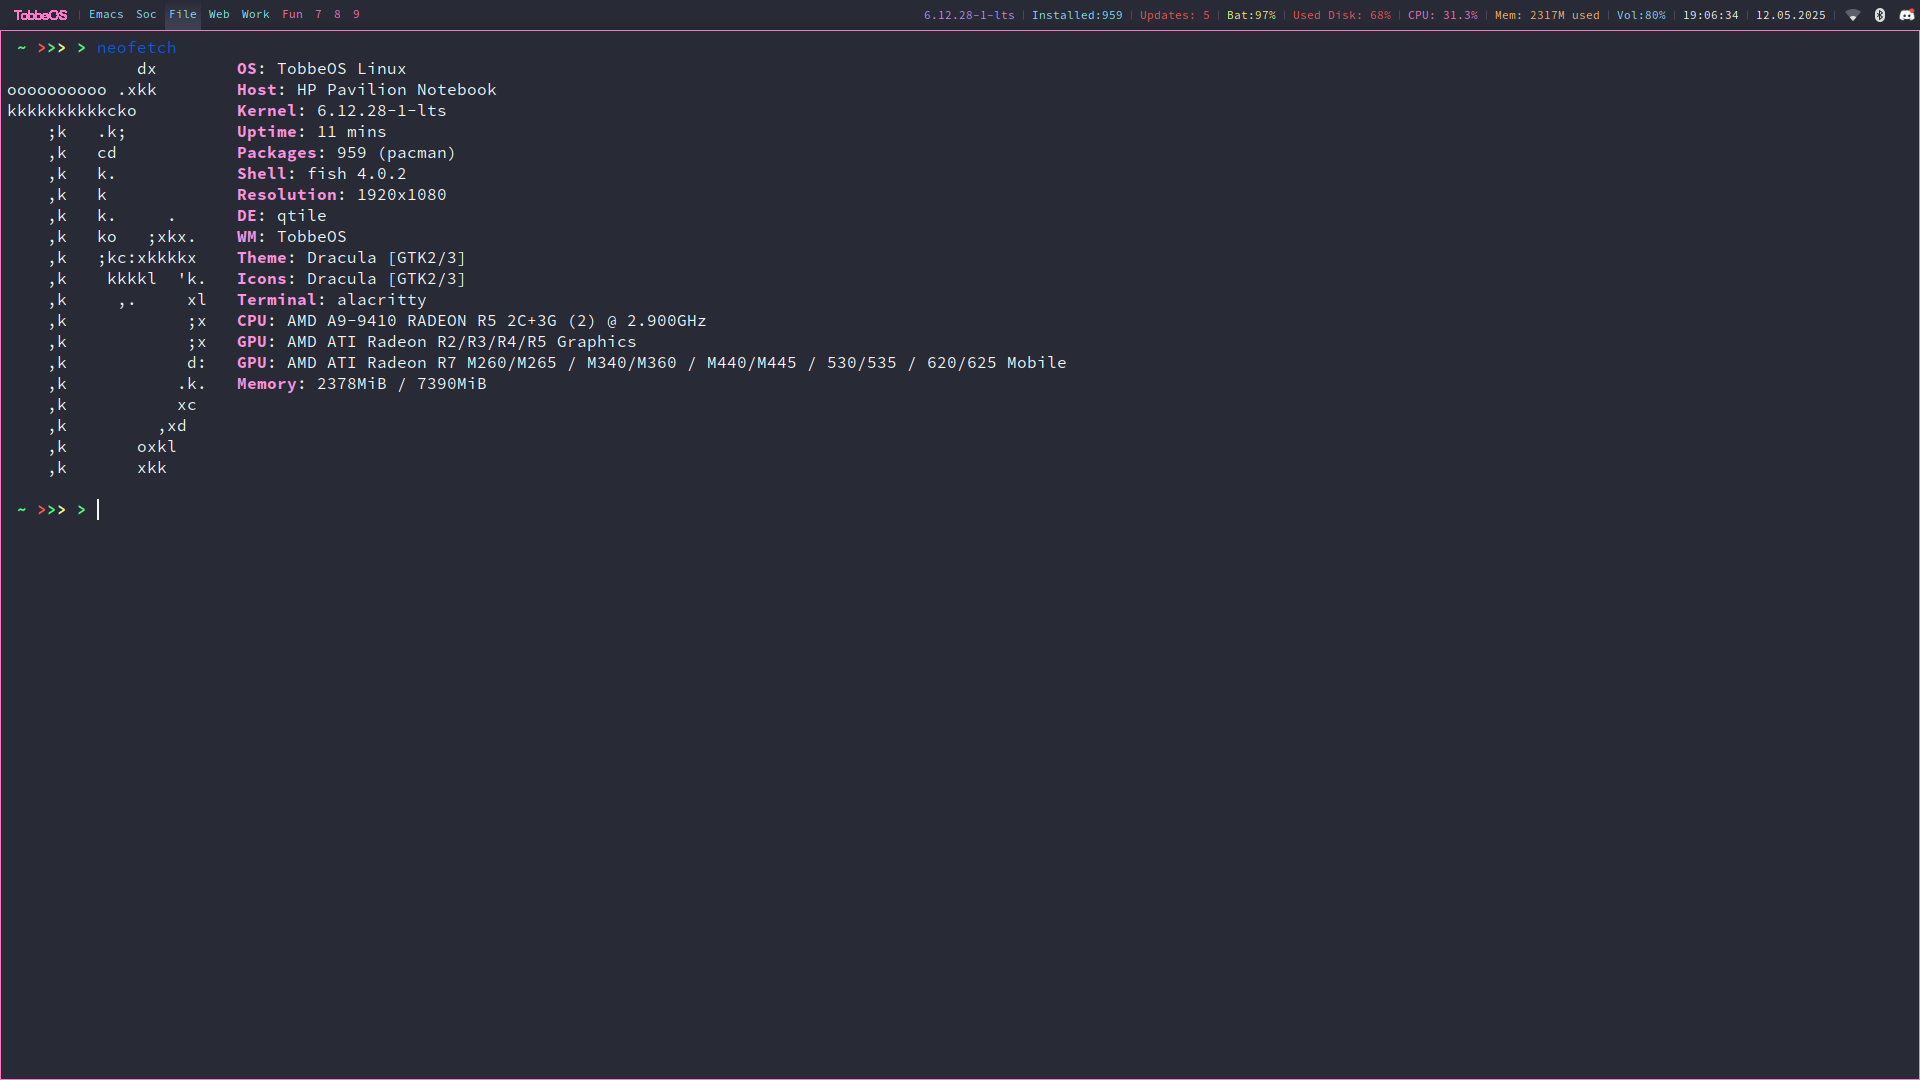 TobbeOS | Emacs Soc File Web Work Fun 7 8 9 6.12.28-1-lts | Installed:959 | Updates: 5 | Bat:97% | Used Disk: 68% | CPU: 31.3% | Mem: 2317M used | Vol:80% | 19:06:34 | 12.05.2025 |
~ >>> > neofetch
dx OS: TobbeOS Linux
oooooooooo .xkk Host: HP Pavilion Notebook
kkkkkkkkkkcko Kernel: 6.12.28-1-lts
;k .k; Uptime: 11 mins
,k cd Packages: 959 (pacman)
,k k. Shell: fish 4.0.2
,k k Resolution: 1920x1080
,k k. . DE: qtile
,k ko ;xkx. WM: TobbeOS
,k ;kc:xkkkkx Theme: Dracula [GTK2/3]
,k kkkkl 'k. Icons: Dracula [GTK2/3]
,k ,. xl Terminal: alacritty
,k ;x CPU: AMD A9-9410 RADEON R5 2C+3G (2) @ 2.900GHz
,k ;x GPU: AMD ATI Radeon R2/R3/R4/R5 Graphics
,k d: GPU: AMD ATI Radeon R7 M260/M265 / M340/M360 / M440/M445 / 530/535 / 620/625 Mobile
,k .k. Memory: 2378MiB / 7390MiB
,k xc
,k ,xd
,k oxkl
,k xkk
~ >>> >